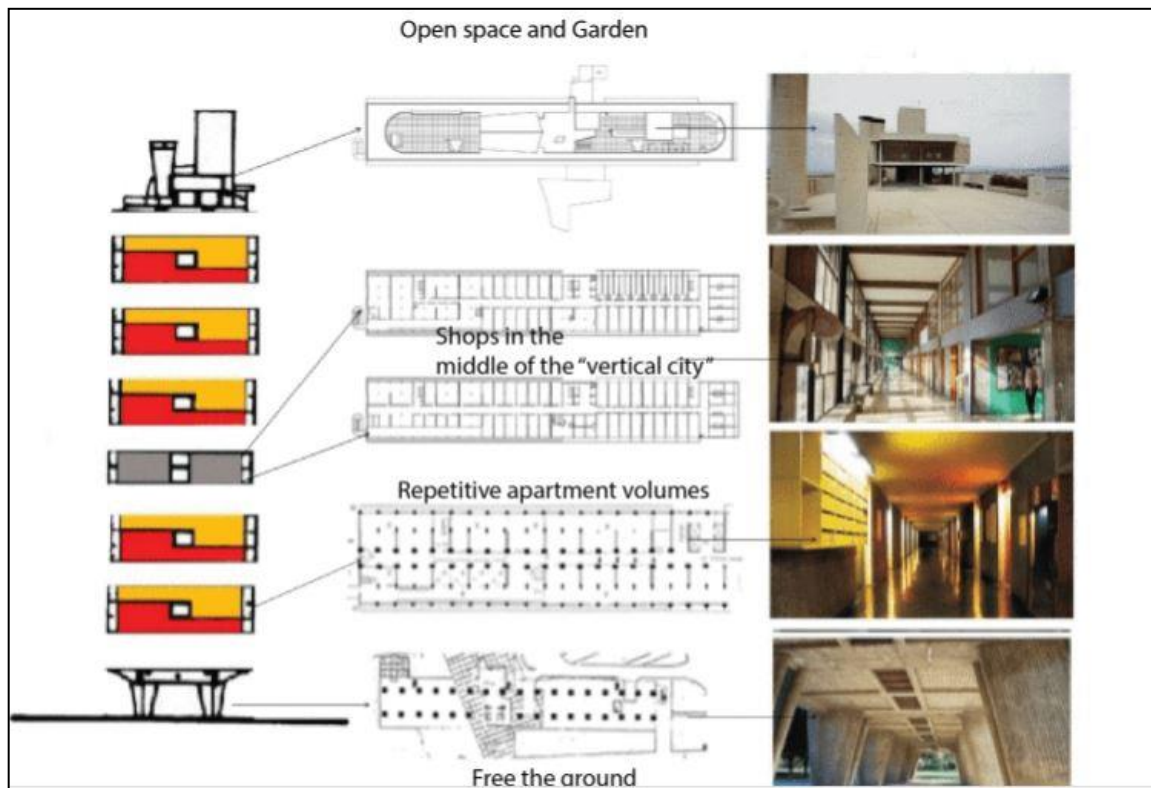 Open space and Garden
Shops in the
middle of the "vertical city"
Repetitive apartment volumes
Free the ground